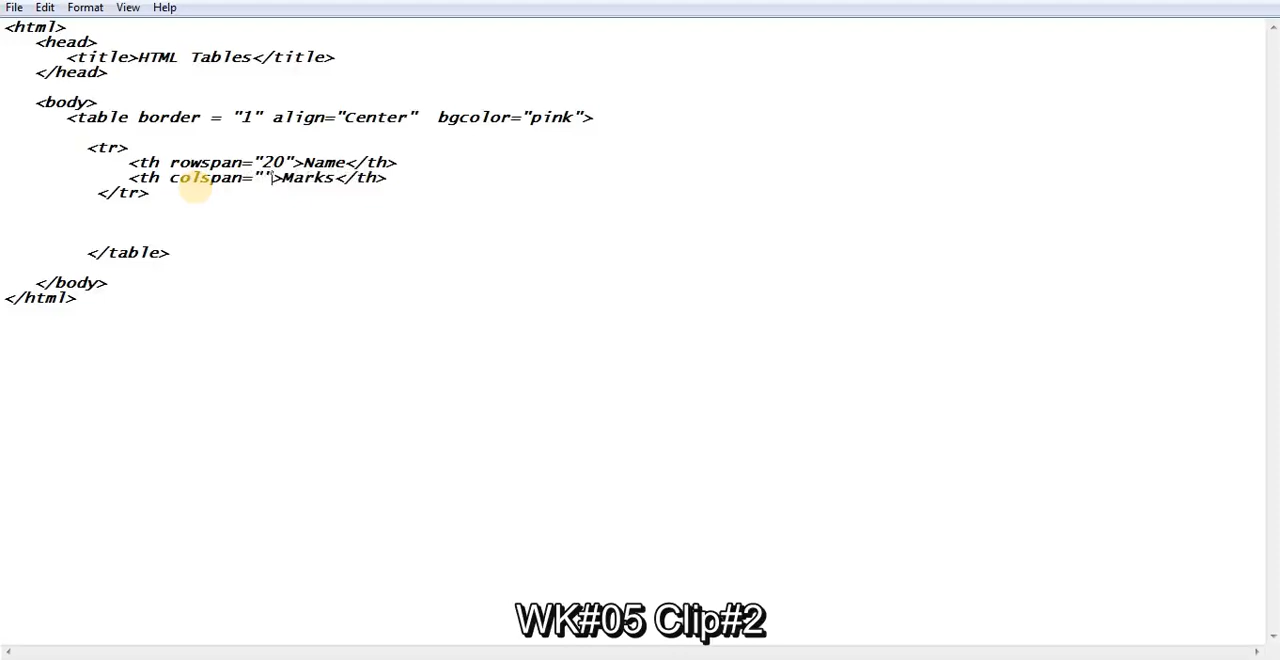 File Edit Format View Help
<html>
<head>
<title>HTML Tables</title>
</head>
<body>
<table border = "1" align="Center" bgcolor="pink">
<tr>
<th rowspan="20">Name</th>
<th colspan="">Marks</th>
</tr>
</table>
</body>
</html>
WK#05 Clip#2